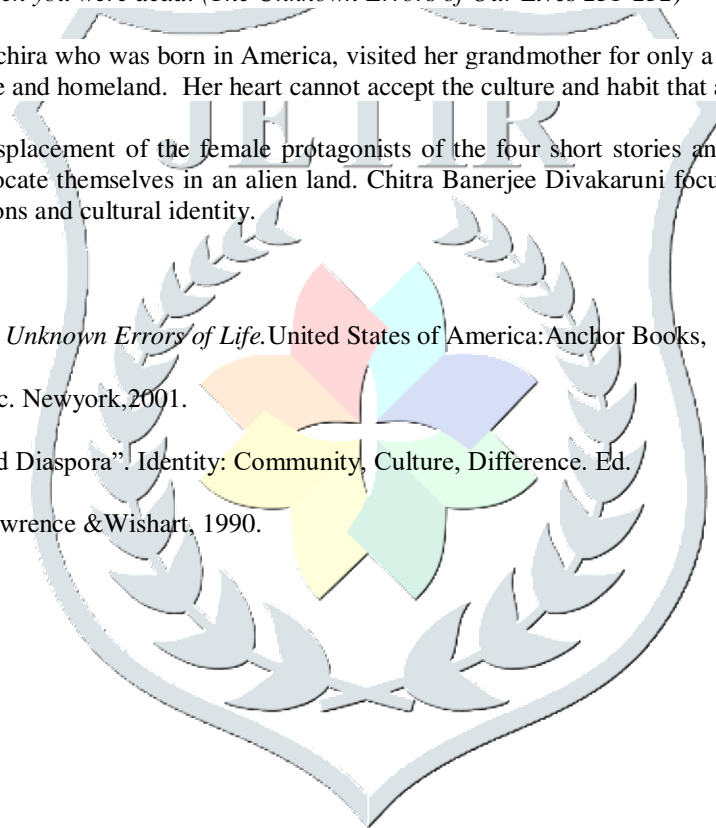 you were dead. (The Unknown Errors of Our Lives 231-232)
chira who was born in America, visited her grandmother for only a
e and homeland. Her heart cannot accept the culture and habit that a
JETIR
splacement of the female protagonists of the four short stories an
ocate themselves in an alien land. Chitra Banerjee Divakaruni focu
ons and cultural identity.
Unknown Errors of Life.United States of America:Anchor Books,
c. Newyork,2001.
d Diaspora”. Identity: Community, Culture, Difference. Ed.
wrence &Wishart, 1990.